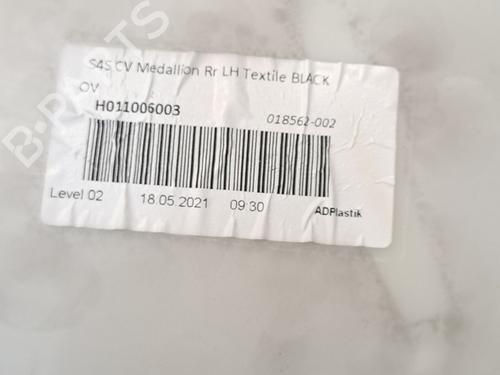 S4S CV Medallion Rr LH Textile BLACK
OV
H011006003
018562-002
Level 02 18.05.2021 09:30
ADPlastik
B-PARTS